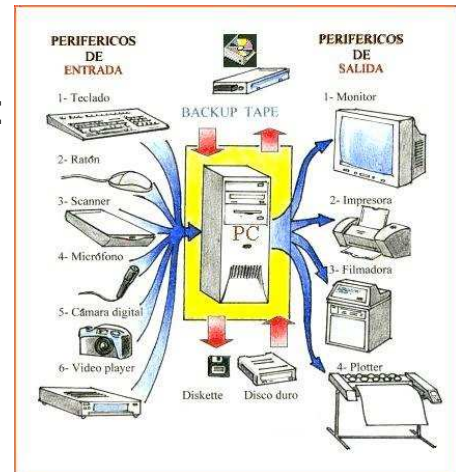 PERIFERICOS
DE
ENTRADA
1- Teclado
2- Ratón
3- Scanner
4- Micrófono
5- Cámara digital
6- Video player
BACKUP TAPE
PC
Diskette
Disco duro
PERIFERICOS
DE
SALIDA
1- Monitor
2- Impresora
3- Filmadora
4- Plotter